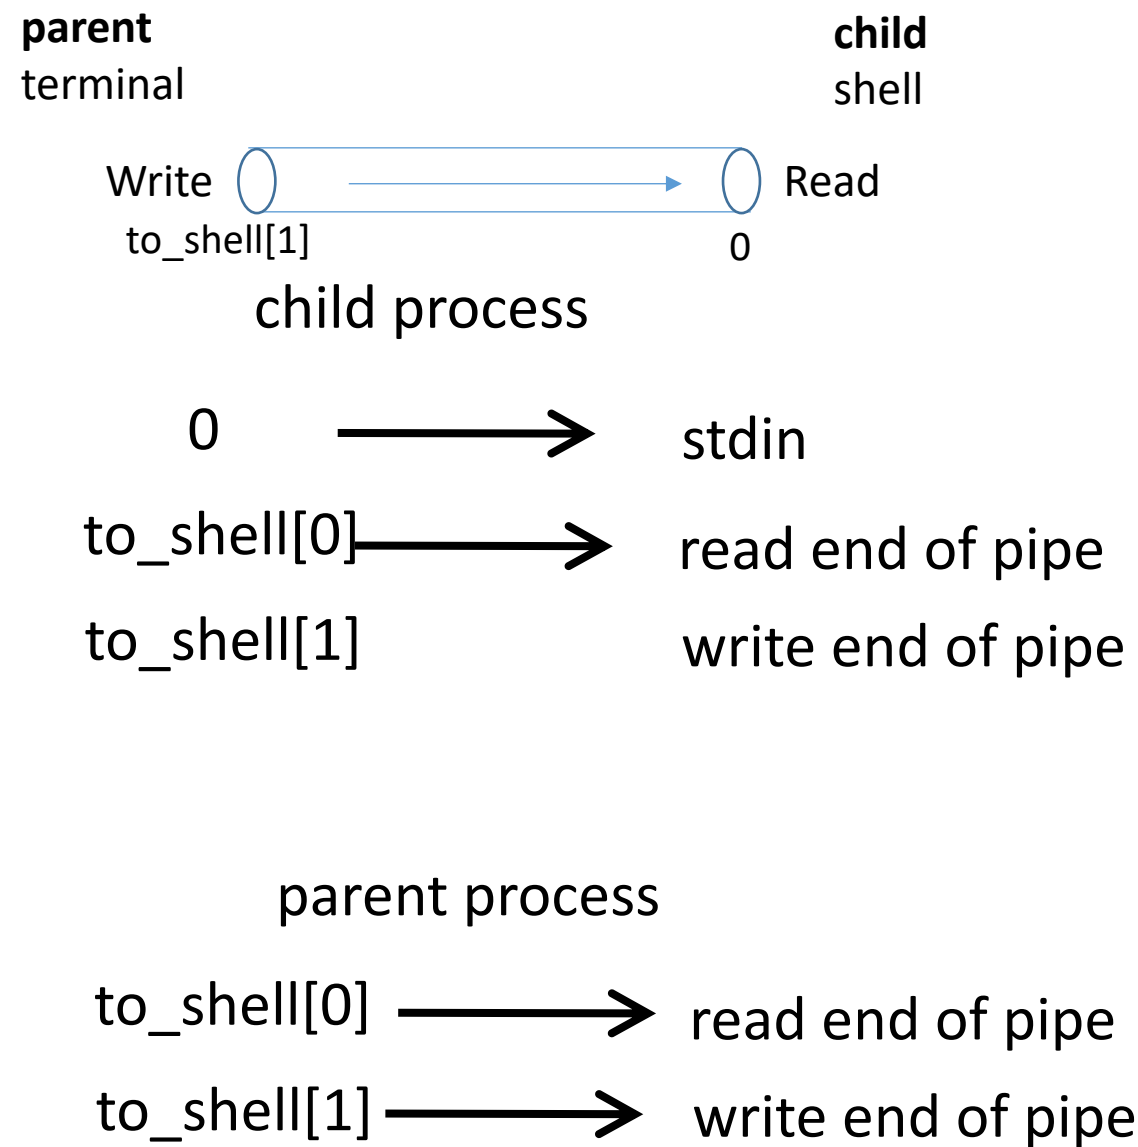 parent
terminal
child
shell
Write
Read
to_shell[1]
0
child process
0
stdin
to_shell[0]
read end of pipe
to_shell[1]
write end of pipe
parent process
to_shell[0]
read end of pipe
to_shell[1]
write end of pipe